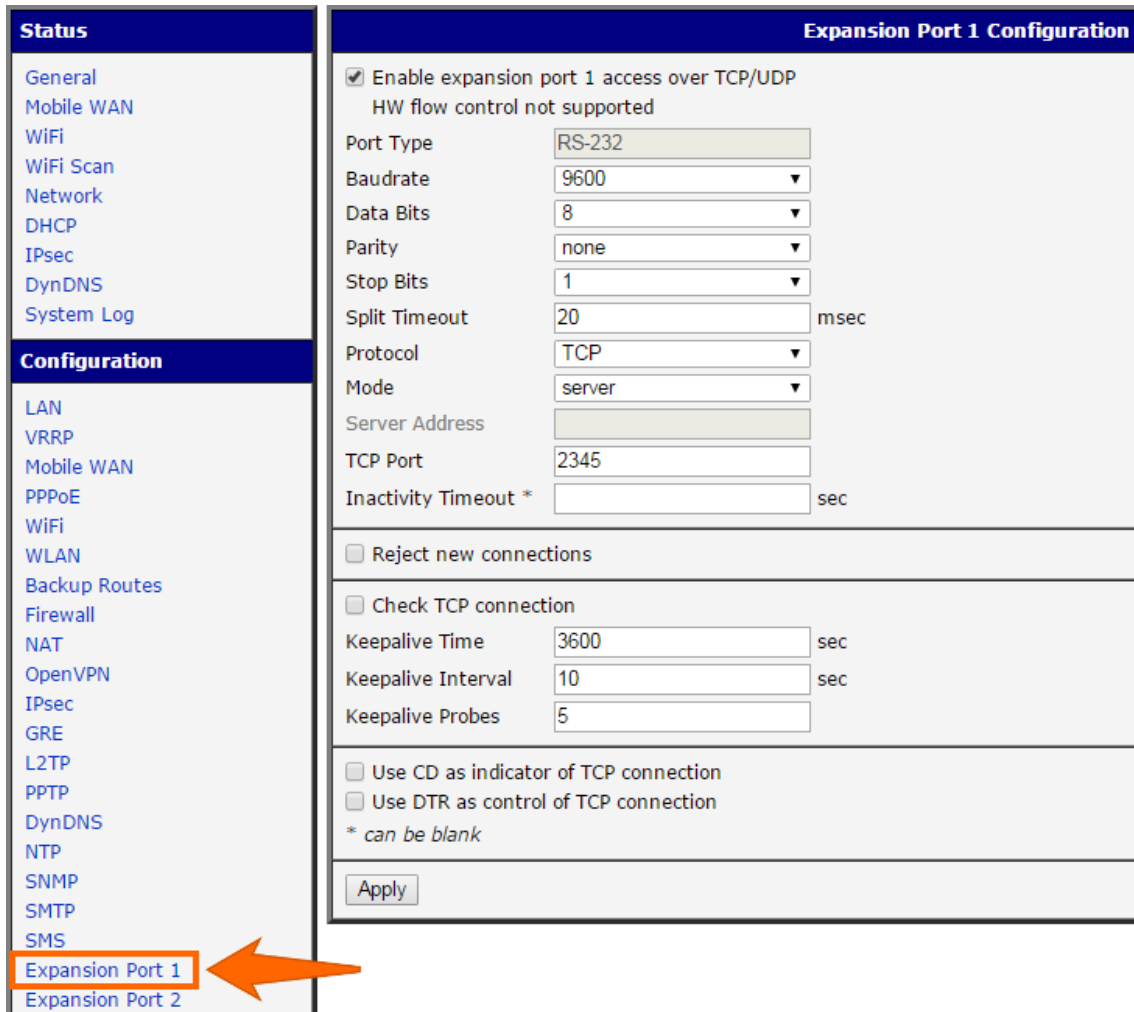 Status
General
Mobile WAN
WiFi
WiFi Scan
Network
DHCP
IPsec
DynDNS
System Log
Configuration
LAN
VRRP
Mobile WAN
PPPoE
WiFi
WLAN
Backup Routes
Firewall
NAT
OpenVPN
IPsec
GRE
L2TP
PPTP
DynDNS
NTP
SNMP
SMTP
SMS
Expansion Port 1
Expansion Port 2
Expansion Port 1 Configuration
Enable expansion port 1 access over TCP/UDP
HW flow control not supported
Port Type RS-232
Baudrate 9600
Data Bits 8
Parity none
Stop Bits 1
Split Timeout 20 msec
Protocol TCP
Mode server
Server Address
TCP Port 2345
Inactivity Timeout * sec
Reject new connections
Check TCP connection
Keepalive Time 3600 sec
Keepalive Interval 10 sec
Keepalive Probes 5
Use CD as indicator of TCP connection
Use DTR as control of TCP connection
* can be blank
Apply